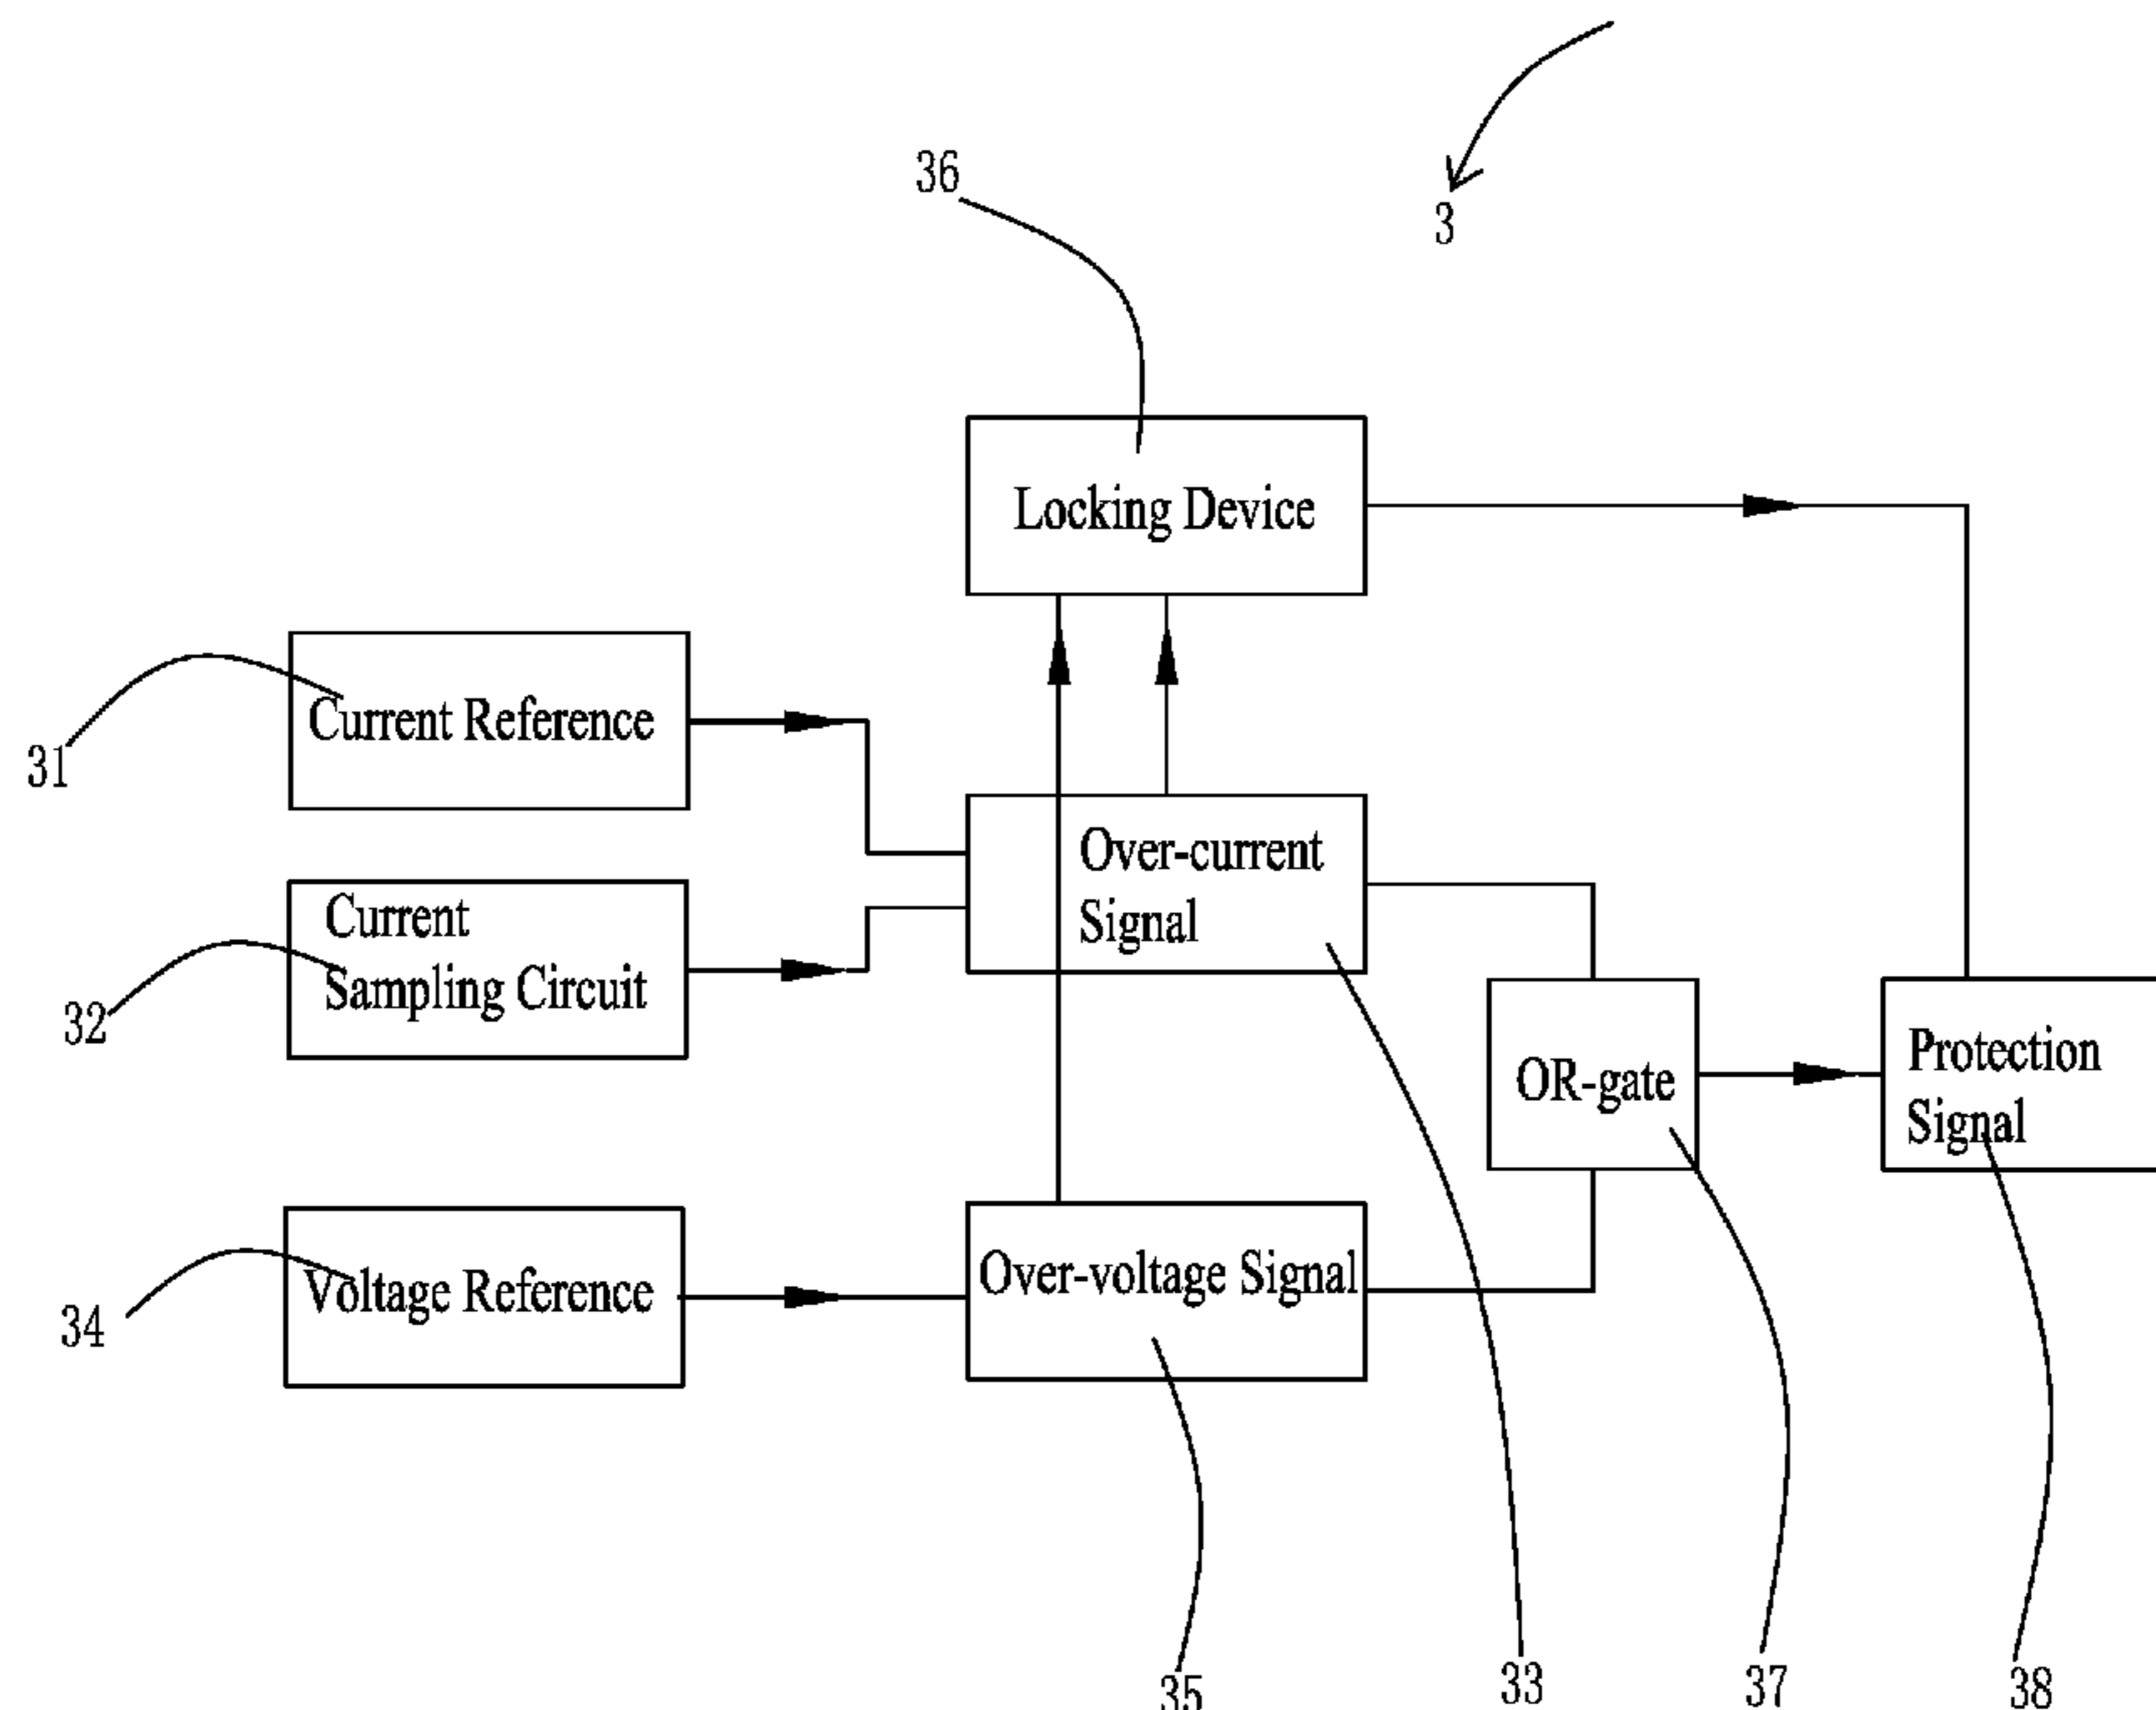 36
3
Locking Device
31
Current Reference
Over-current
Signal
32
Current
Sampling Circuit
OR-gate
Protection
Signal
34
Voltage Reference
Over-voltage Signal
35
33
37
38